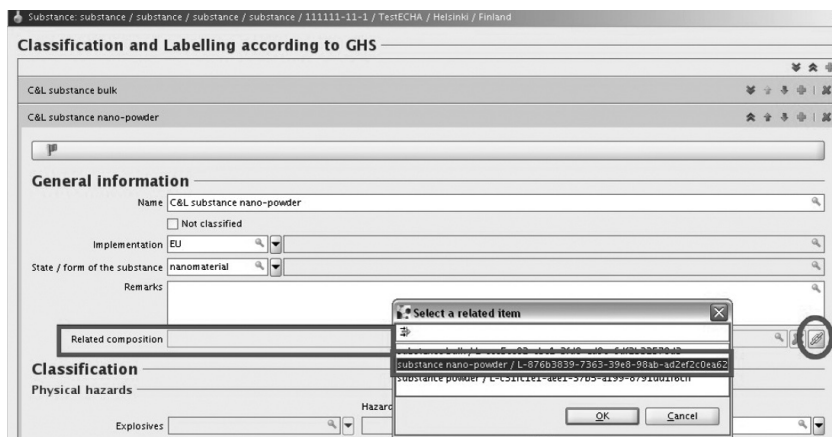 Substance: substance / substance / substance / substance / 111111-11-1 / TestECHA / Helsinki / Finland
Classification and Labelling according to GHS
C&L substance bulk
C&L substance nano-powder
General information
Name C&L substance nano-powder
Not classified
Implementation EU
State / form of the substance nanomaterial
Remarks
Select a related item
Related composition
substance nano-powder / L-876b3839-7363-39e8-98ab-ad2ef2c0ea62
substance powder
Classification
Physical hazards
OK Cancel
Explosives